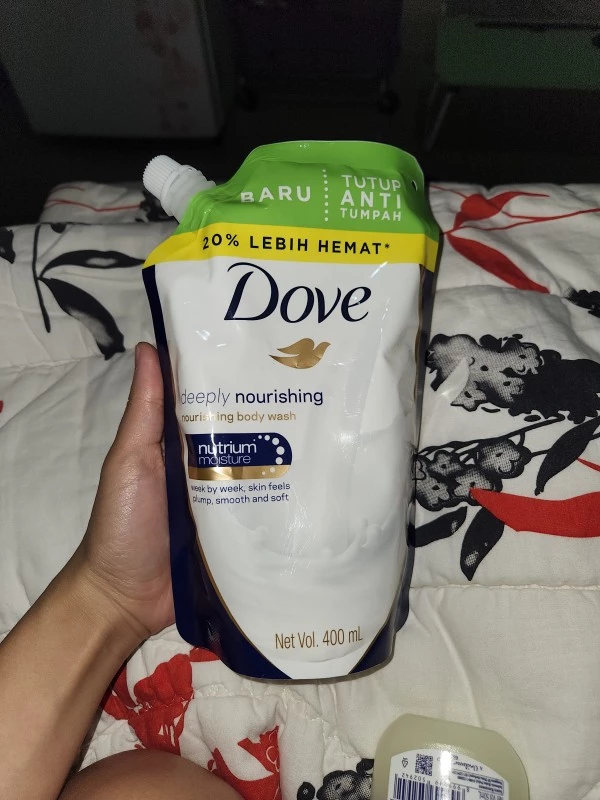 BARU
TUTUP
ANTI
TUMPAH
20% LEBIH HEMAT*
Dove
deeply nourishing
nourishing body wash
nutrium
moisture
week by week, skin feels
plump, smooth and soft
Net Vol. 400 mL